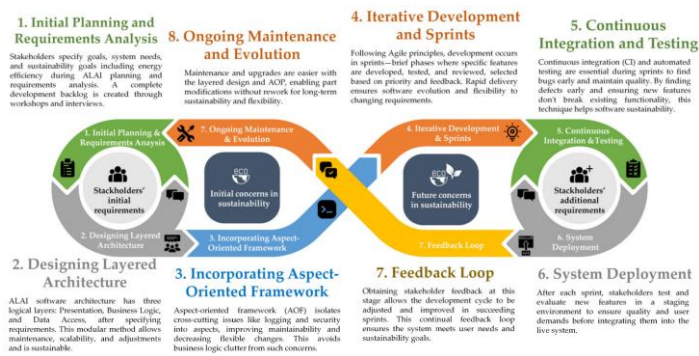 1. Initial Planning and
Requirements Analysis
Stakeholders specify goals, system needs,
and sustainability goals including energy
efficiency during ALAI planning and
requirements analysis. A complete
development backlog is created through
workshops and interviews.
8. Ongoing Maintenance
and Evolution
Maintenance and upgrades are easier with
the layered design and AOP, enabling part
modifications without rework for long-term
sustainability and flexibility.
4. Iterative Development
and Sprints
Following Agile principles, development occurs
in sprints—brief phases where specific features
are developed, tested, and reviewed, selected
based on priority and feedback. Rapid delivery
ensures software evolution and flexibility to
changing requirements.
5. Continuous
Integration and Testing
Continuous integration (CI) and automated
testing are essential during sprints to find
bugs early and maintain quality. By finding
defects early and ensuring new features
don't break existing functionality, this
technique helps software sustainability.
1. Initial Planning &
Requirements Analysis
7. Ongoing Maintenance
& Evolution
4. Iterative Development
& Sprints
5. Continuous
Integration & Testing
Stackholders'
initial
requirements
eco
Initial concerns in
sustainability
eco
Future concerns
in sustainability
Stackholders'
additional
requirements
2. Designing Layered
Architecture
3. Incorporating Aspect-
Oriented Framework
7. Feedback Loop
6. System
Deployment
2. Designing Layered
Architecture
ALAI software architecture has three
logical layers: Presentation, Business Logic,
and Data Access, after specifying
requirements. This modular method allows
maintenance, scalability, and adjustments
and is sustainable.
3. Incorporating Aspect-
Oriented Framework
Aspect-oriented framework (AOF) isolates
cross-cutting issues like logging and security
into aspects, improving maintainability and
decreasing flexible changes. This avoids
business logic clutter from such concerns.
7. Feedback Loop
Obtaining stakeholder feedback at this
stage allows the development cycle to be
adjusted and improved in succeeding
sprints. This continual feedback loop
ensures the system meets user needs and
sustainability goals.
6. System Deployment
After each sprint, stakeholders test and
evaluate new features in a staging
environment to ensure quality and user
demands before integrating them into the
live system.